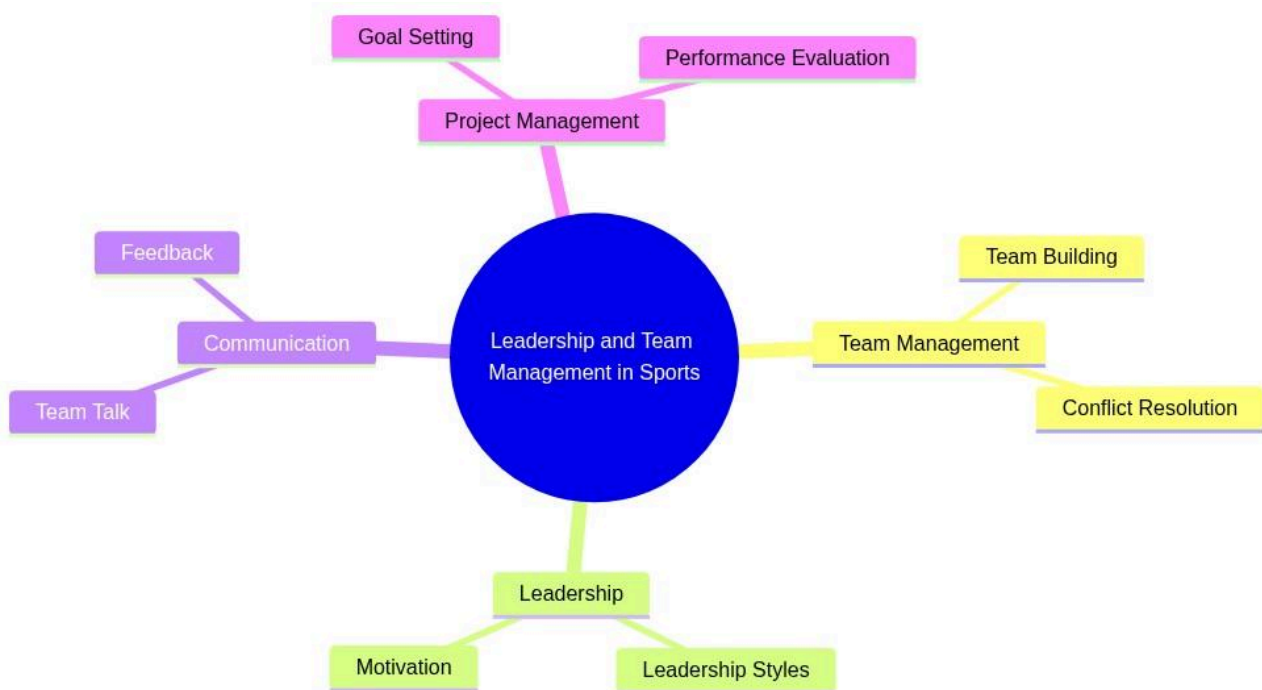 Goal Setting
Performance Evaluation
Project Management
Feedback
Team Building
Communication
Leadership and Team
Management in Sports
Team Management
Team Talk
Conflict Resolution
Leadership
Motivation
Leadership Styles